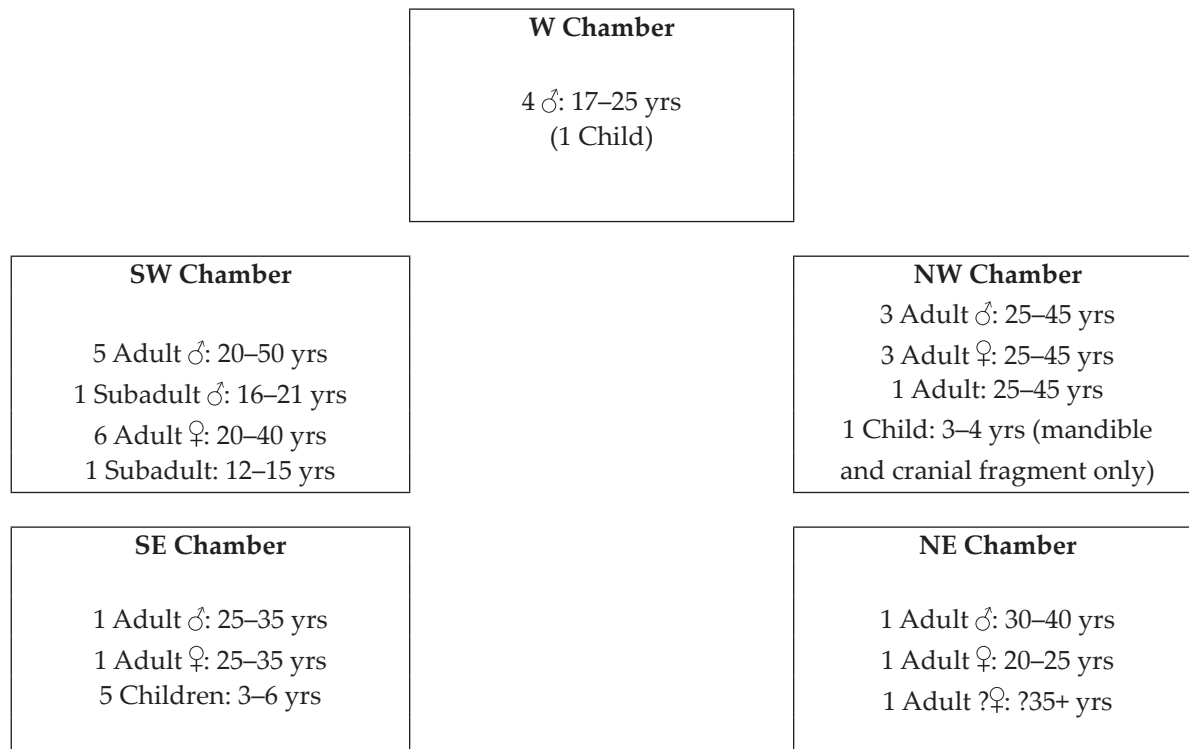 W Chamber
4 ♂: 17–25 yrs
(1 Child)
SW Chamber
5 Adult ♂: 20–50 yrs
1 Subadult ♂: 16–21 yrs
6 Adult ♀: 20–40 yrs
1 Subadult: 12–15 yrs
NW Chamber
3 Adult ♂: 25–45 yrs
3 Adult ♀: 25–45 yrs
1 Adult: 25–45 yrs
1 Child: 3–4 yrs (mandible
and cranial fragment only)
SE Chamber
1 Adult ♂: 25–35 yrs
1 Adult ♀: 25–35 yrs
5 Children: 3–6 yrs
NE Chamber
1 Adult ♂: 30–40 yrs
1 Adult ♀: 20–25 yrs
1 Adult ?♀: ?35+ yrs